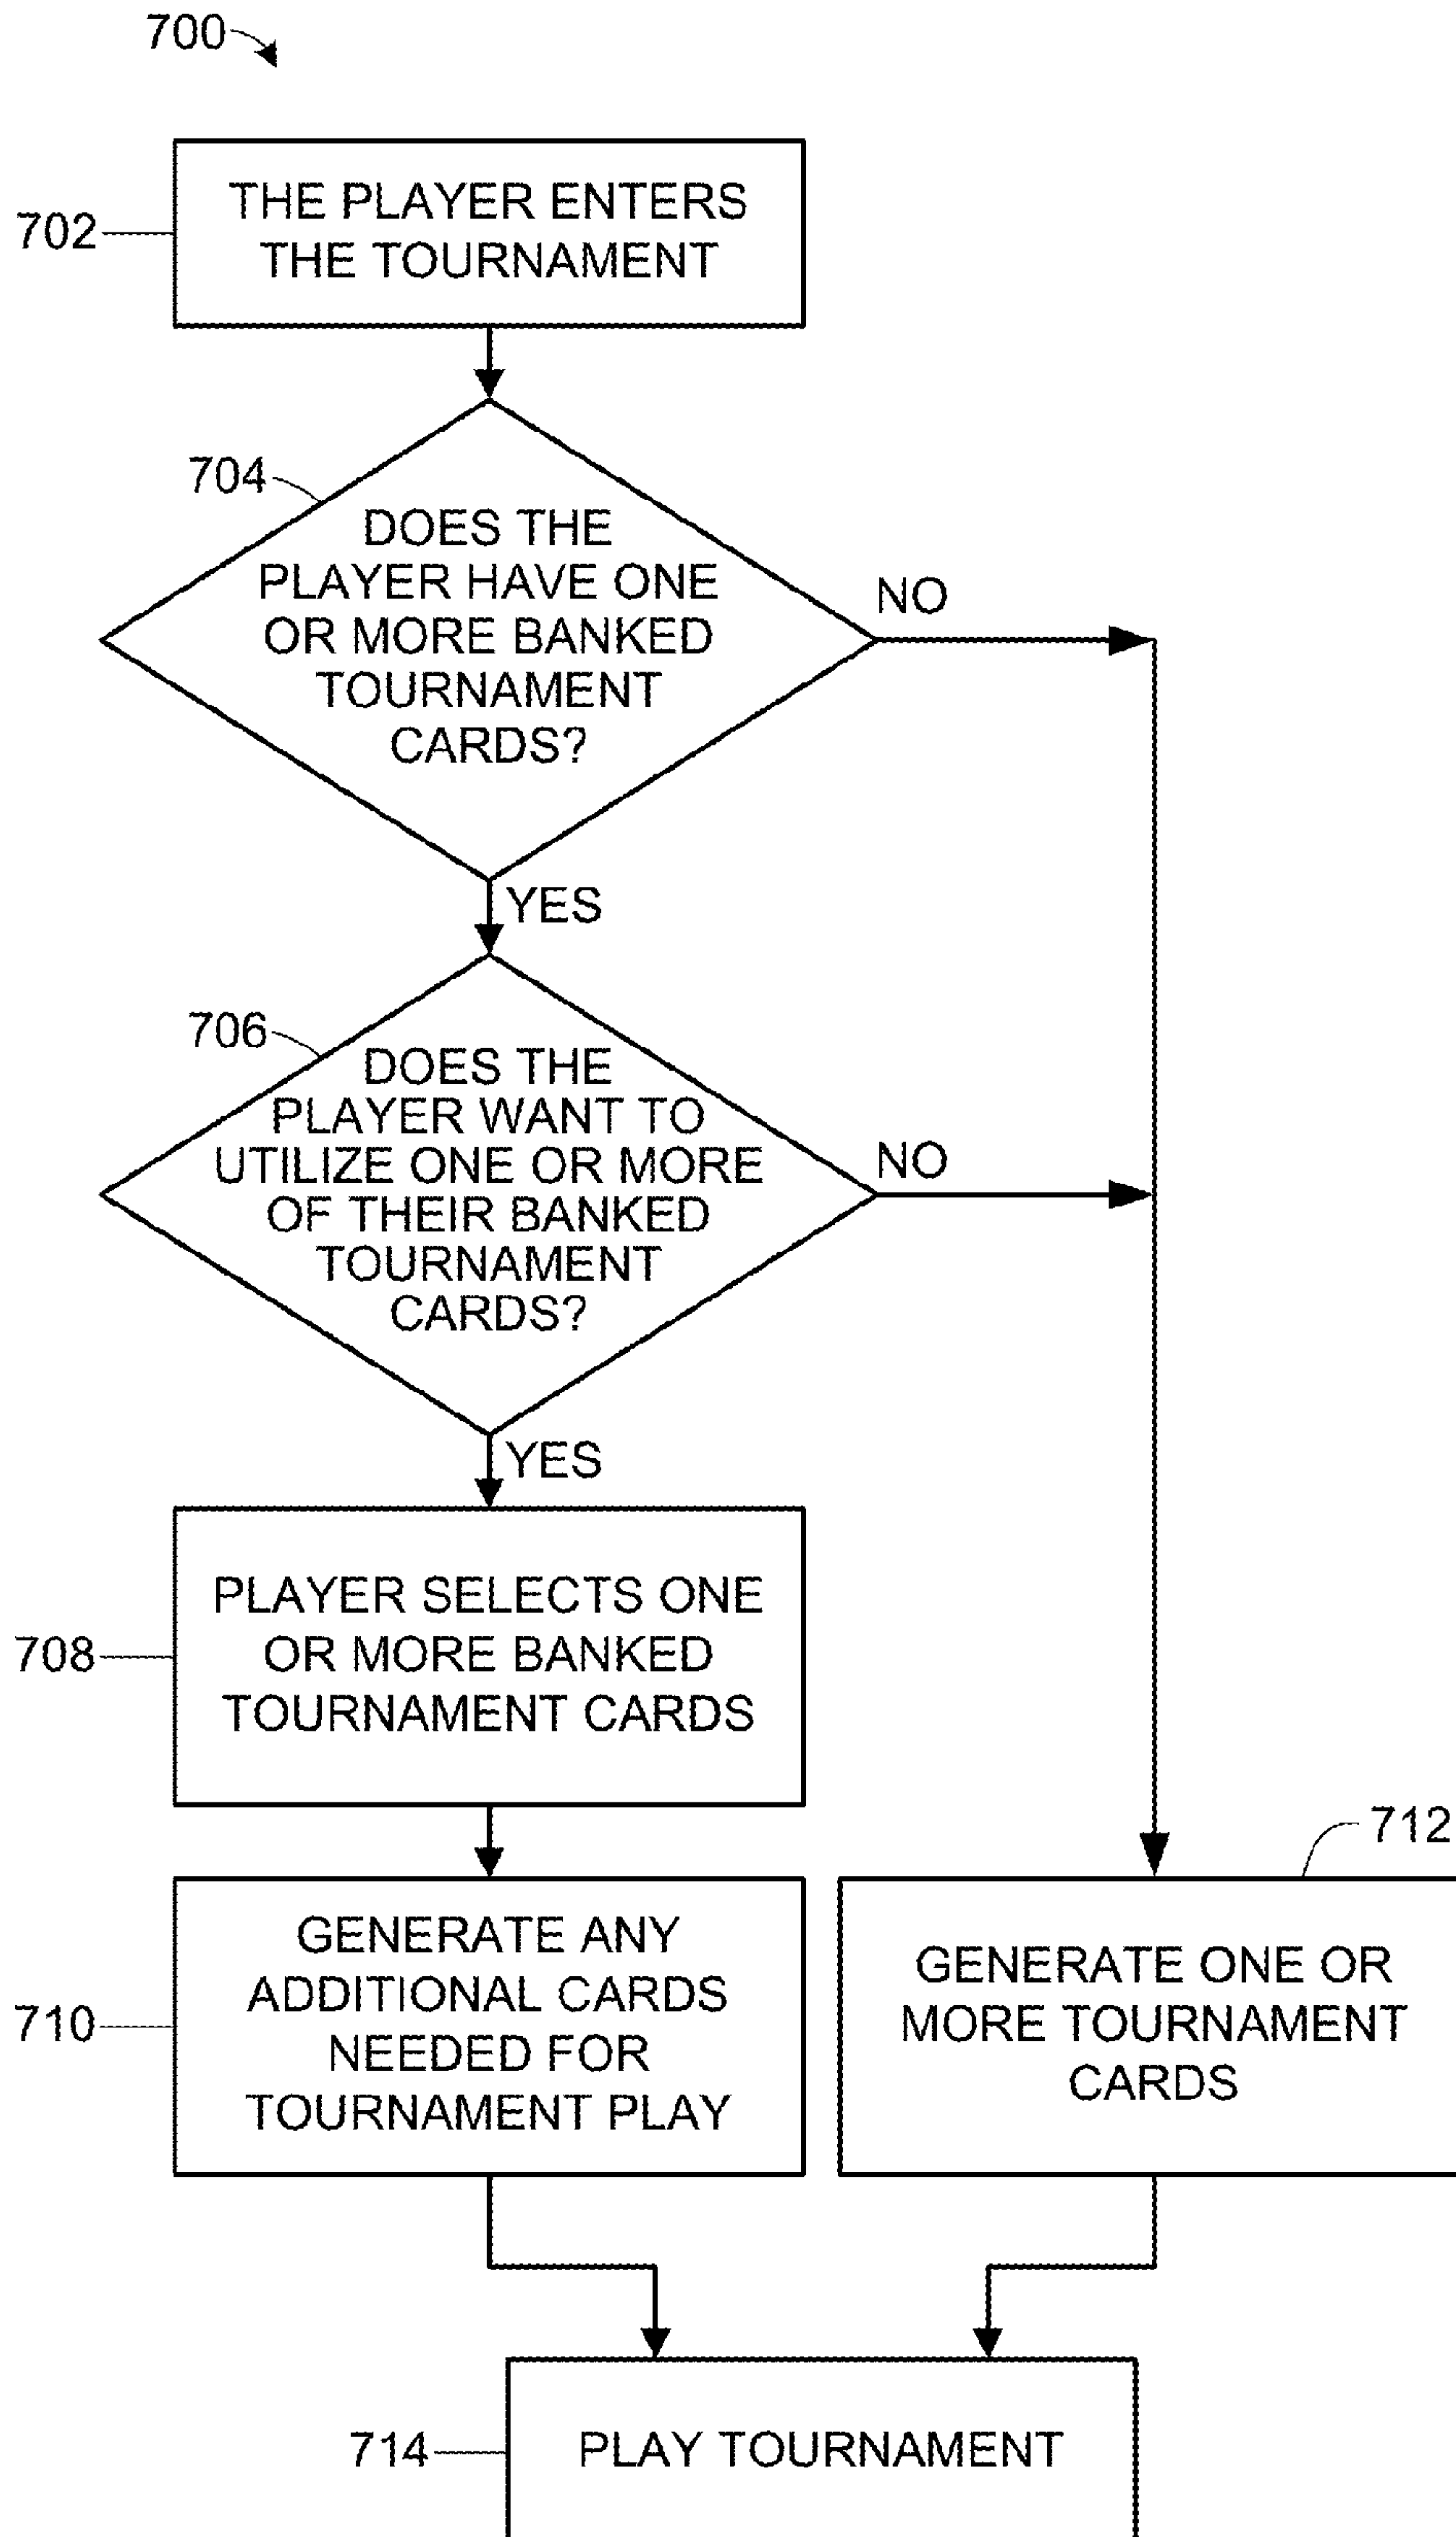 700
702
THE PLAYER ENTERS
THE TOURNAMENT
704
DOES THE
PLAYER HAVE ONE
OR MORE BANKED
TOURNAMENT
CARDS?
NO
YES
706
DOES THE
PLAYER WANT TO
UTILIZE ONE OR MORE
OF THEIR BANKED
TOURNAMENT
CARDS?
NO
YES
708
PLAYER SELECTS ONE
OR MORE BANKED
TOURNAMENT CARDS
710
GENERATE ANY
ADDITIONAL CARDS
NEEDED FOR
TOURNAMENT PLAY
712
GENERATE ONE OR
MORE TOURNAMENT
CARDS
714
PLAY TOURNAMENT